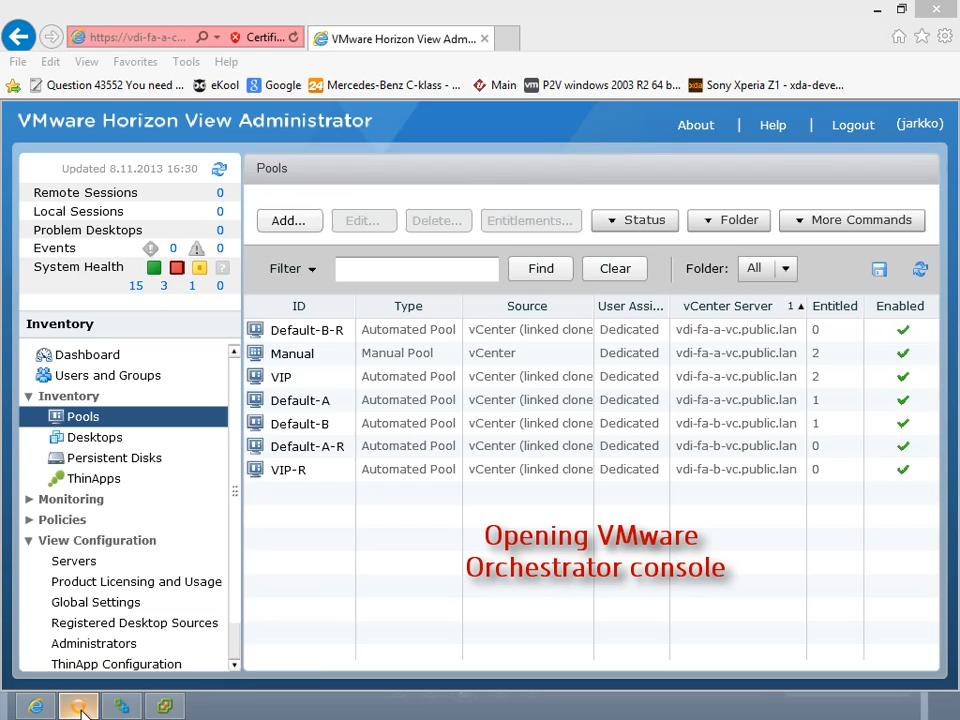 https://vdi-fa-a-c... Certifi... VMware Horizon View Adm...
File Edit View Favorites Tools Help
Question 43552 You need ... eKool Google Mercedes-Benz C-klass - ... Main P2V windows 2003 R2 64 b... Sony Xperia Z1 - xda-deve...
VMware Horizon View Administrator
About | Help | Logout (jarkko)
Updated 8.11.2013 16:30
Remote Sessions 0
Local Sessions 0
Problem Desktops 0
Events 0 0
System Health
15 3 1 0
Inventory
Dashboard
Users and Groups
Inventory
Pools
Desktops
Persistent Disks
ThinApps
Monitoring
Policies
View Configuration
Servers
Product Licensing and Usage
Global Settings
Registered Desktop Sources
Administrators
ThinApp Configuration
Pools
Add... Edit... Delete... Entitlements... Status Folder More Commands
Filter Find Clear Folder: All
ID Type Source User Assi... vCenter Server 1 Entitled Enabled
Default-B-R Automated Pool vCenter (linked clone Dedicated vdi-fa-a-vc.public.lan 0
Manual Manual Pool vCenter Dedicated vdi-fa-a-vc.public.lan 2
VIP Automated Pool vCenter (linked clone Dedicated vdi-fa-a-vc.public.lan 2
Default-A Automated Pool vCenter (linked clone Dedicated vdi-fa-a-vc.public.lan 1
Default-B Automated Pool vCenter (linked clone Dedicated vdi-fa-b-vc.public.lan 1
Default-A-R Automated Pool vCenter (linked clone Dedicated vdi-fa-b-vc.public.lan 0
VIP-R Automated Pool vCenter (linked clone Dedicated vdi-fa-b-vc.public.lan 0
Opening VMware
Orchestrator console